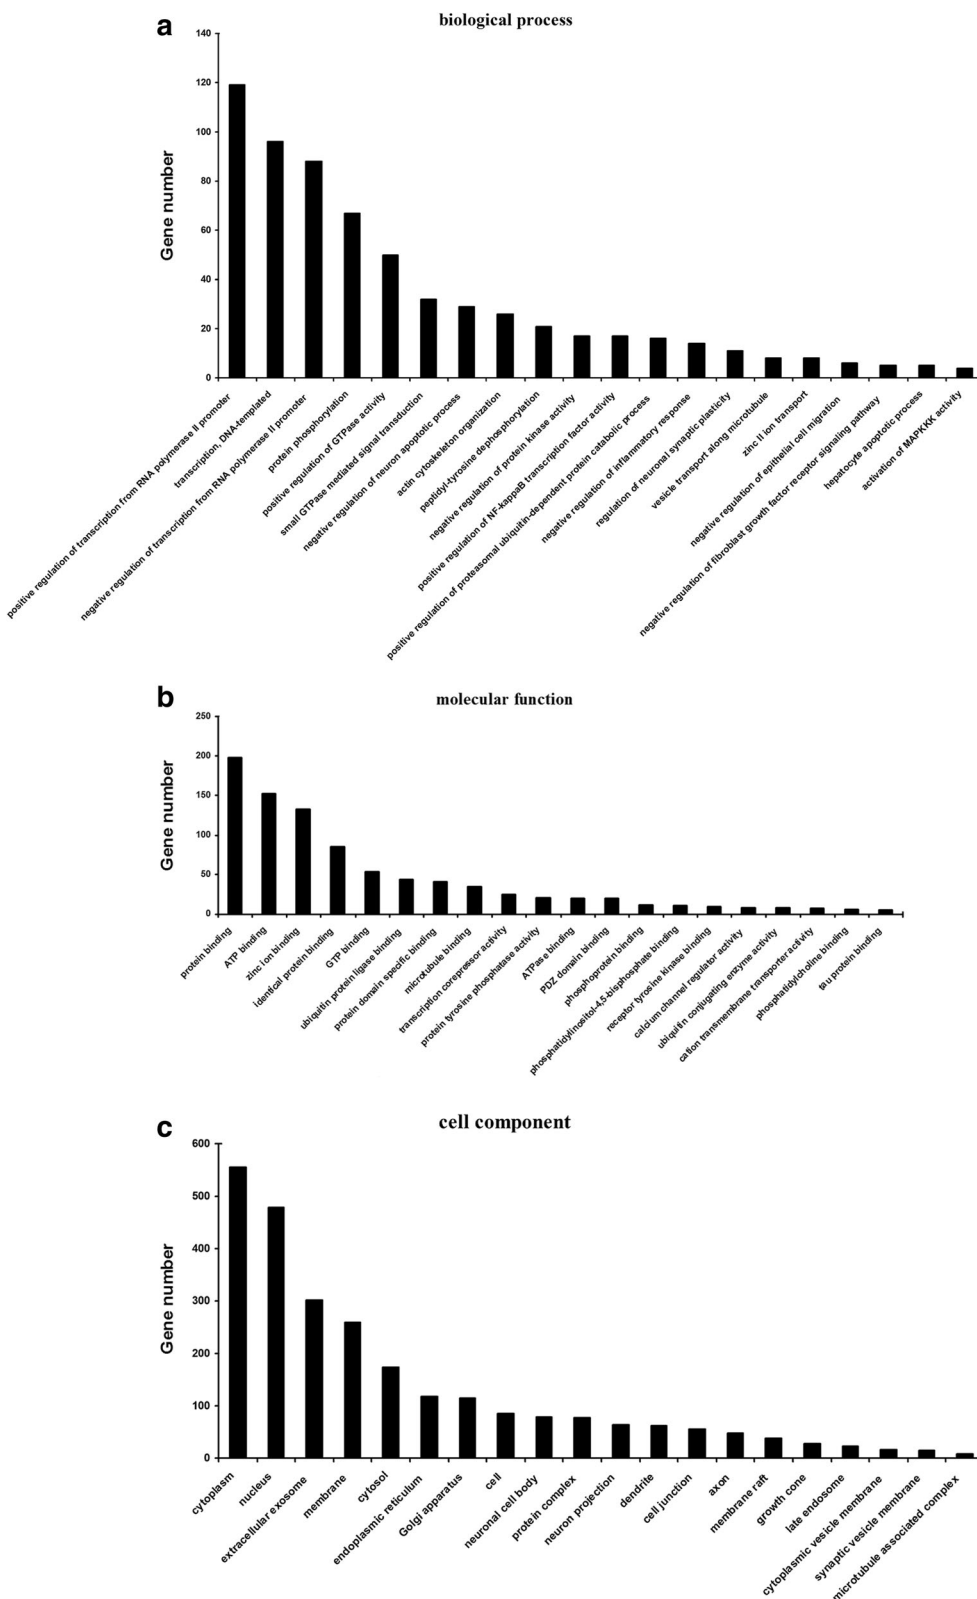 a
biological process
Gene number
140
120
100
80
60
40
20
0
positive regulation of transcription from RNA polymerase II promoter
transcription, DNA-templated
negative regulation of transcription from RNA polymerase II promoter
protein phosphorylation
positive regulation of GTPase activity
small GTPase mediated signal transduction
negative regulation of neuron apoptotic process
actin cytoskeleton organization
peptidyl-tyrosine dephosphorylation
negative regulation of protein kinase activity
positive regulation of NF-kappaB transcription factor activity
positive regulation of proteasomal ubiquitin-dependent protein catabolic process
negative regulation of inflammatory response
regulation of neuronal synaptic plasticity
vesicle transport along microtubule
zinc II ion transport
negative regulation of epithelial cell migration
negative regulation of fibroblast growth factor receptor signaling pathway
hepatocyte apoptotic process
activation of MAPKKK activity
b
molecular function
Gene number
250
200
150
100
50
0
protein binding
ATP binding
zinc ion binding
identical protein binding
GTP binding
ubiquitin protein ligase binding
protein domain specific binding
microtubule binding
transcription corepressor activity
protein tyrosine phosphatase activity
ATPase binding
PDZ domain binding
phosphoprotein binding
phosphatidylinositol-4,5-bisphosphate binding
receptor tyrosine kinase binding
calcium channel regulator activity
ubiquitin conjugating enzyme activity
cation transmembrane transporter activity
phosphatidylcholine binding
tau protein binding
c
cell component
Gene number
600
500
400
300
200
100
0
cytoplasm
nucleus
extracellular exosome
membrane
cytosol
endoplasmic reticulum
Golgi apparatus
cell
neuronal cell body
protein complex
neuron projection
dendrite
cell junction
axon
membrane raft
growth cone
late endosome
cytoplasmic vesicle membrane
synaptic vesicle membrane
microtubule associated complex